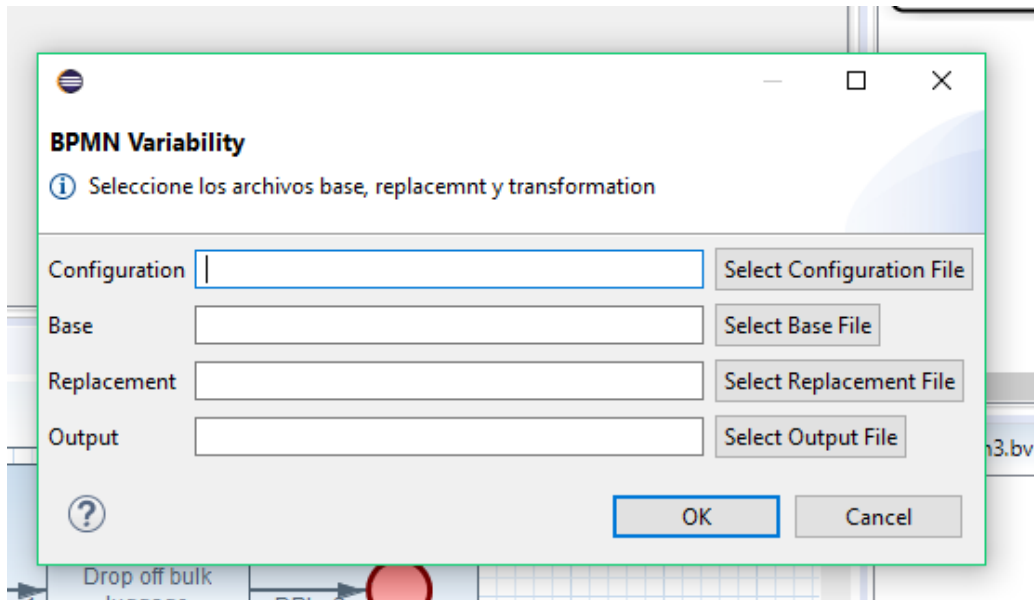 BPMN Variability
Seleccione los archivos base, replacemnt y transformation
Configuration Select Configuration File
Base Select Base File
Replacement Select Replacement File
Output Select Output File
n3.bv
OK Cancel
Drop off bulk